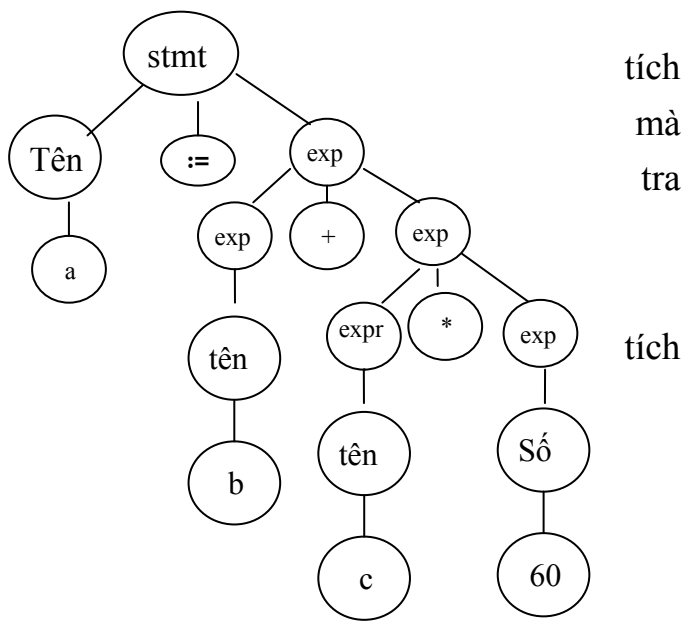 stmt
tích
mà
Tên := exp
tra
exp + exp
a
expr * exp
tên
tích
tên Số
b
c 60